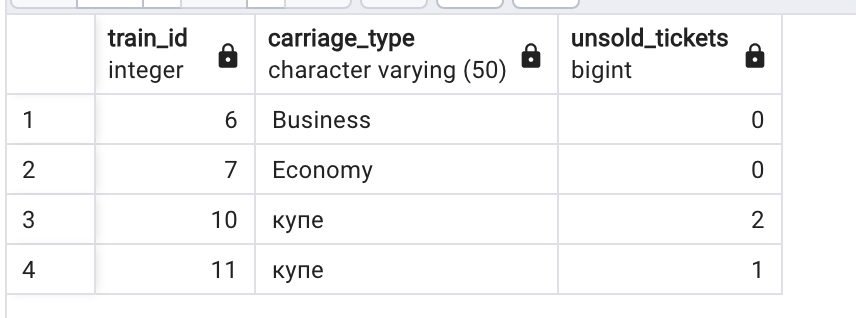 train_id carriage_type unsold_tickets
integer character varying (50) bigint
1 6 Business 0
2 7 Economy 0
3 10 купе 2
4 11 купе 1